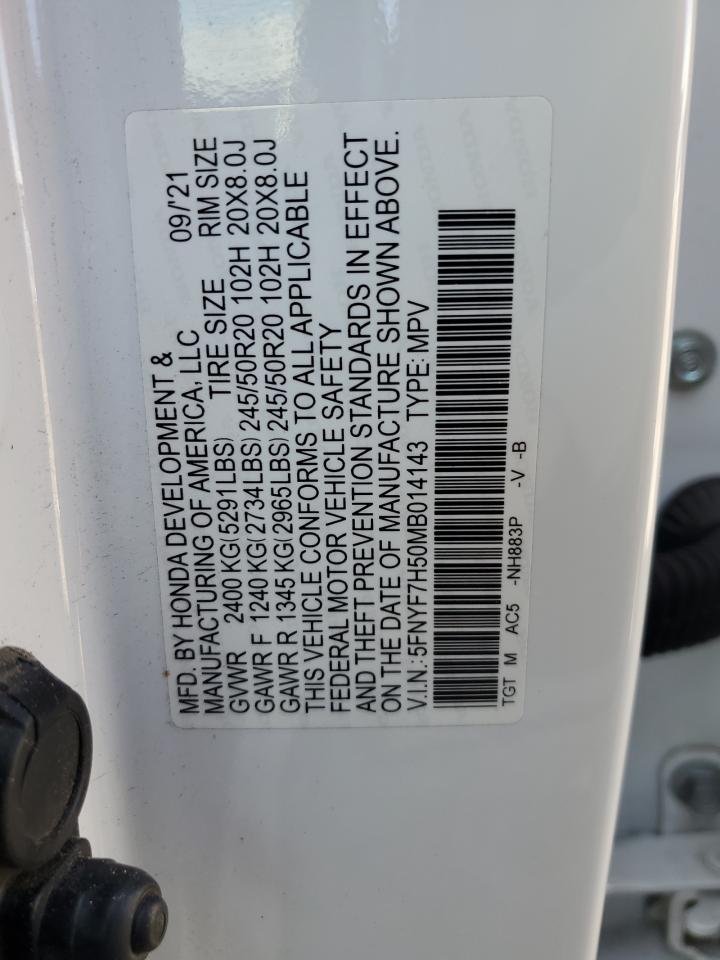 MFD. BY HONDA DEVELOPMENT &
MANUFACTURING OF AMERICA, LLC 09/'21
GVWR 2400 KG(5291LBS) TIRE SIZE RIM SIZE
GAWR F 1240 KG(2734LBS) 245/50R20 102H 20X8.0J
GAWR R 1345 KG(2965LBS) 245/50R20 102H 20X8.0J
THIS VEHICLE CONFORMS TO ALL APPLICABLE
FEDERAL MOTOR VEHICLE SAFETY
AND THEFT PREVENTION STANDARDS IN EFFECT
ON THE DATE OF MANUFACTURE SHOWN ABOVE.
V.I.N.:5FNYF7H50MB014143 TYPE: MPV
TGT M AC5 -NH883P -V -B